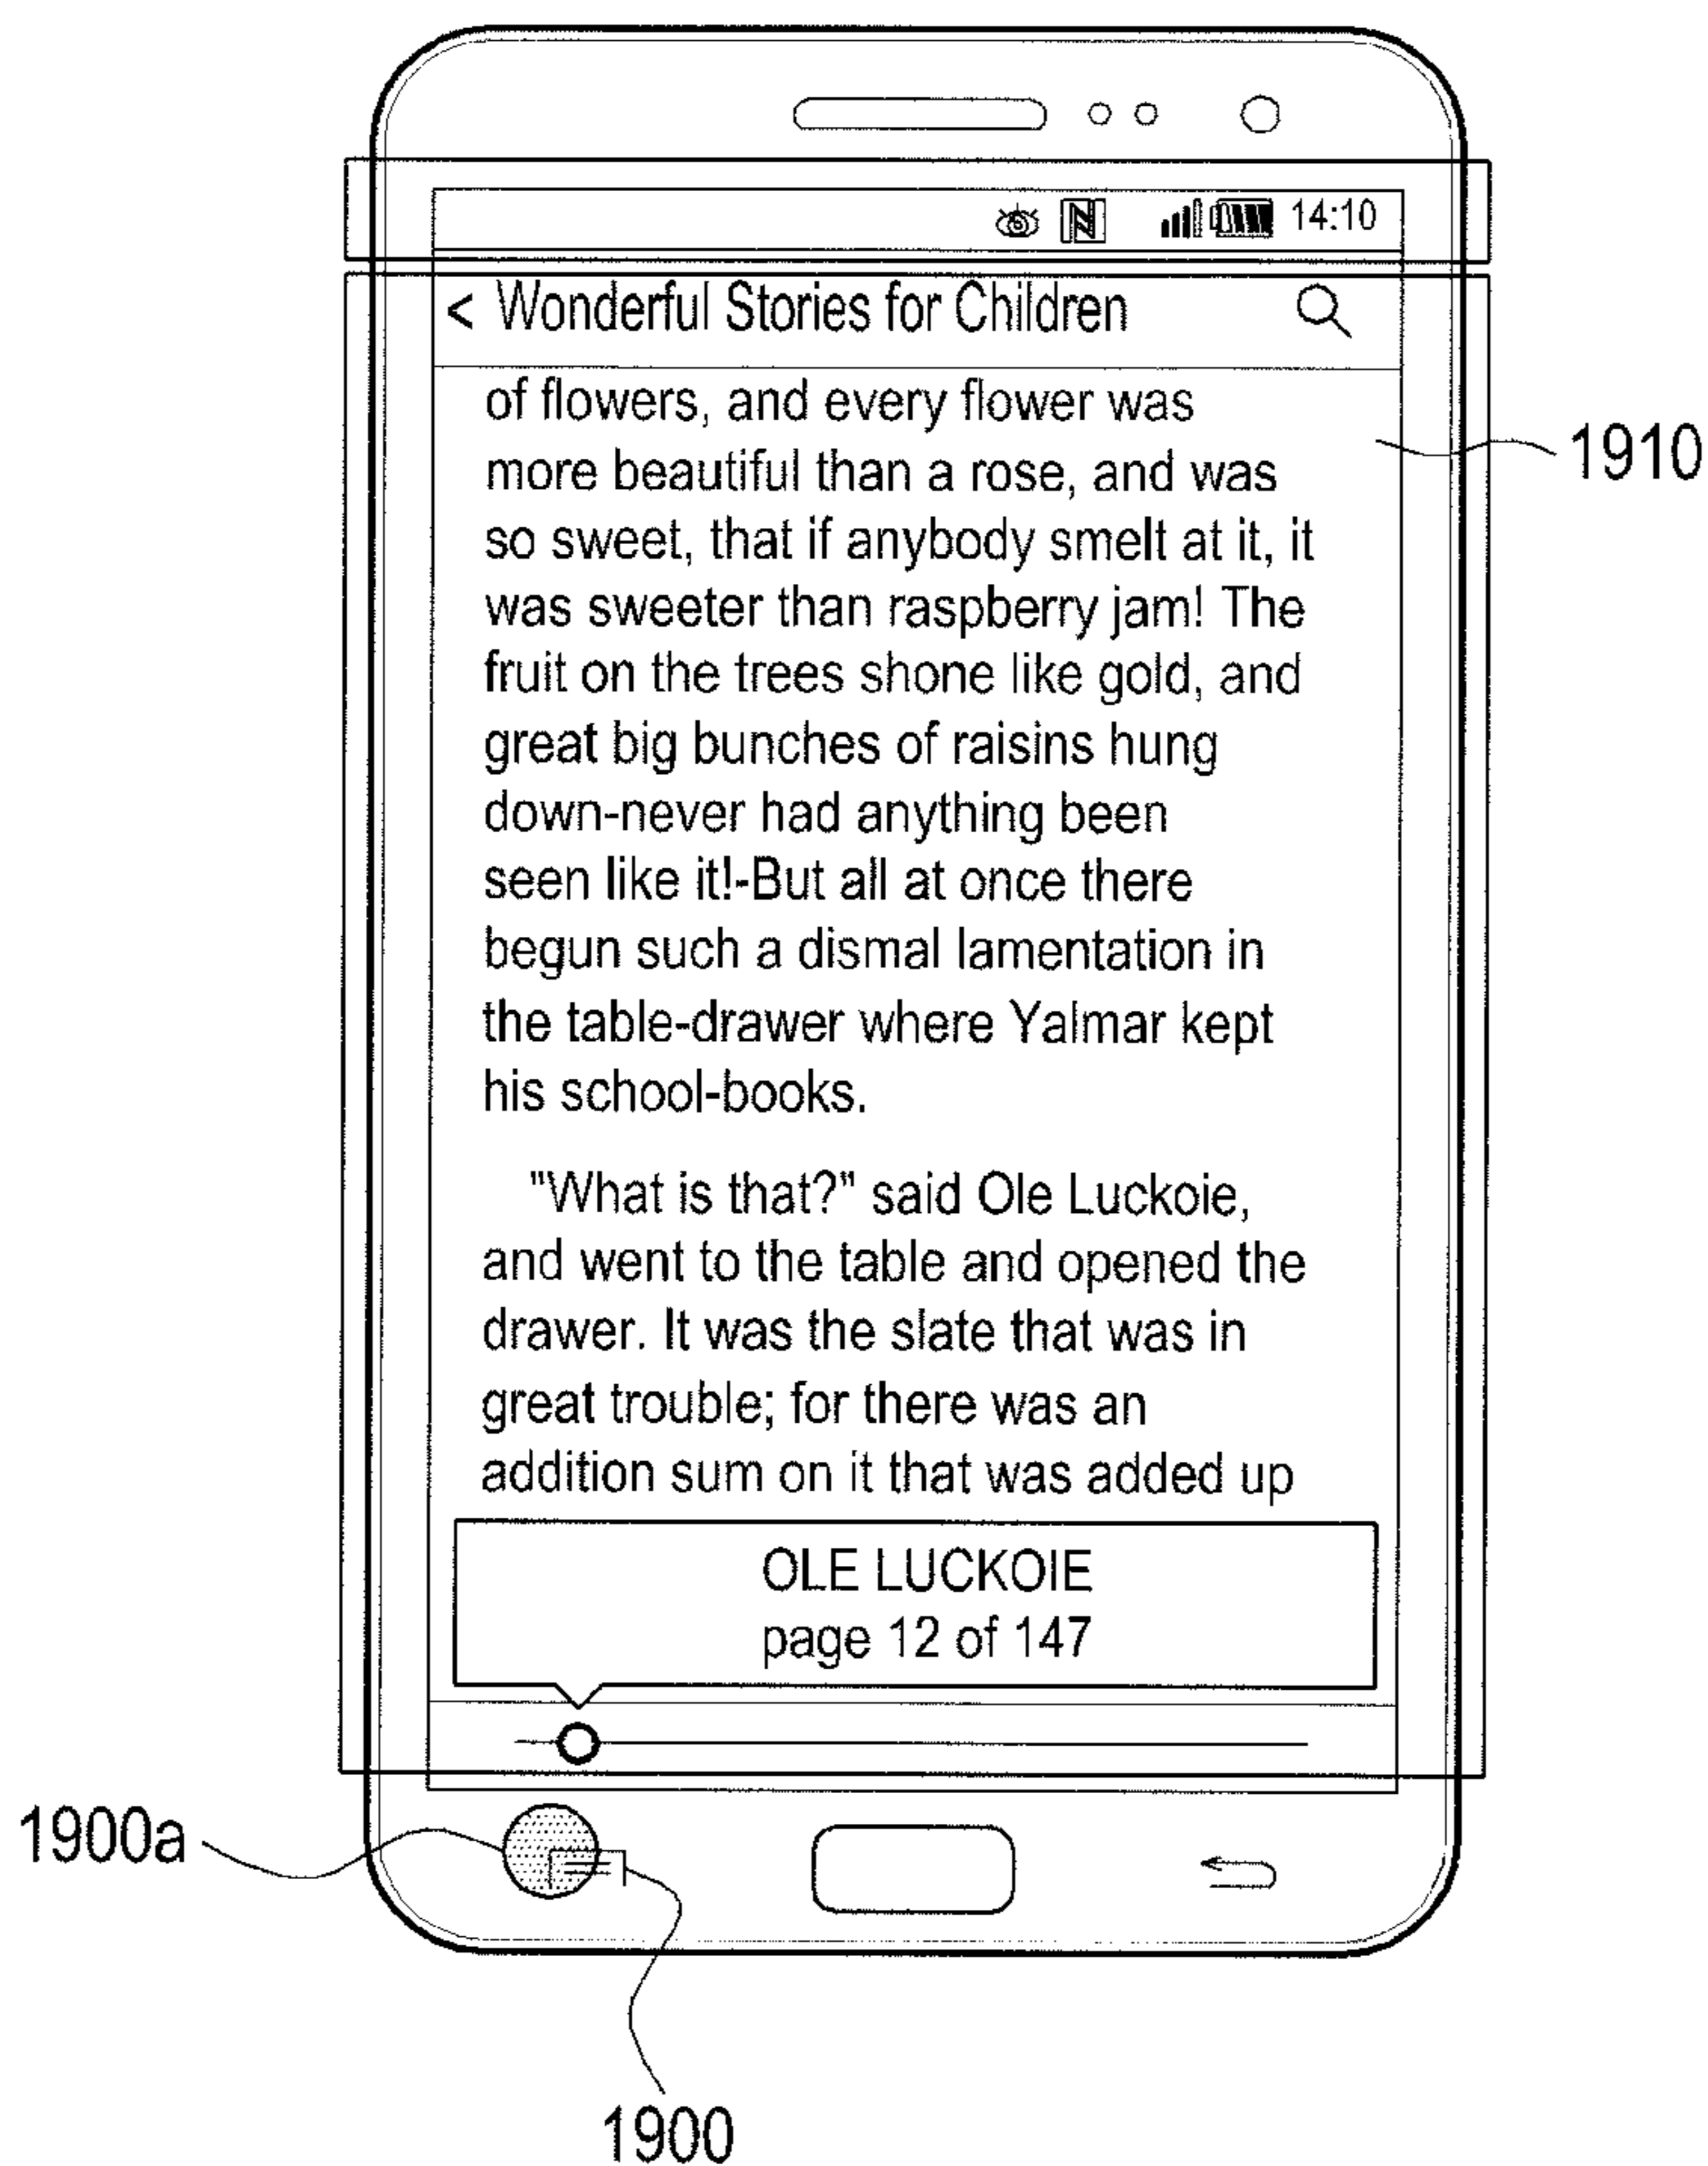 N 14:10
< Wonderful Stories for Children
of flowers, and every flower was
1910
more beautiful than a rose, and was
so sweet, that if anybody smelt at it, it
was sweeter than raspberry jam! The
fruit on the trees shone like gold, and
great big bunches of raisins hung
down-never had anything been
seen like it!-But all at once there
begun such a dismal lamentation in
the table-drawer where Yalmar kept
his school-books.
"What is that?" said Ole Luckoie,
and went to the table and opened the
drawer. It was the slate that was in
great trouble; for there was an
addition sum on it that was added up
OLE LUCKOIE
page 12 of 147
1900a
1900